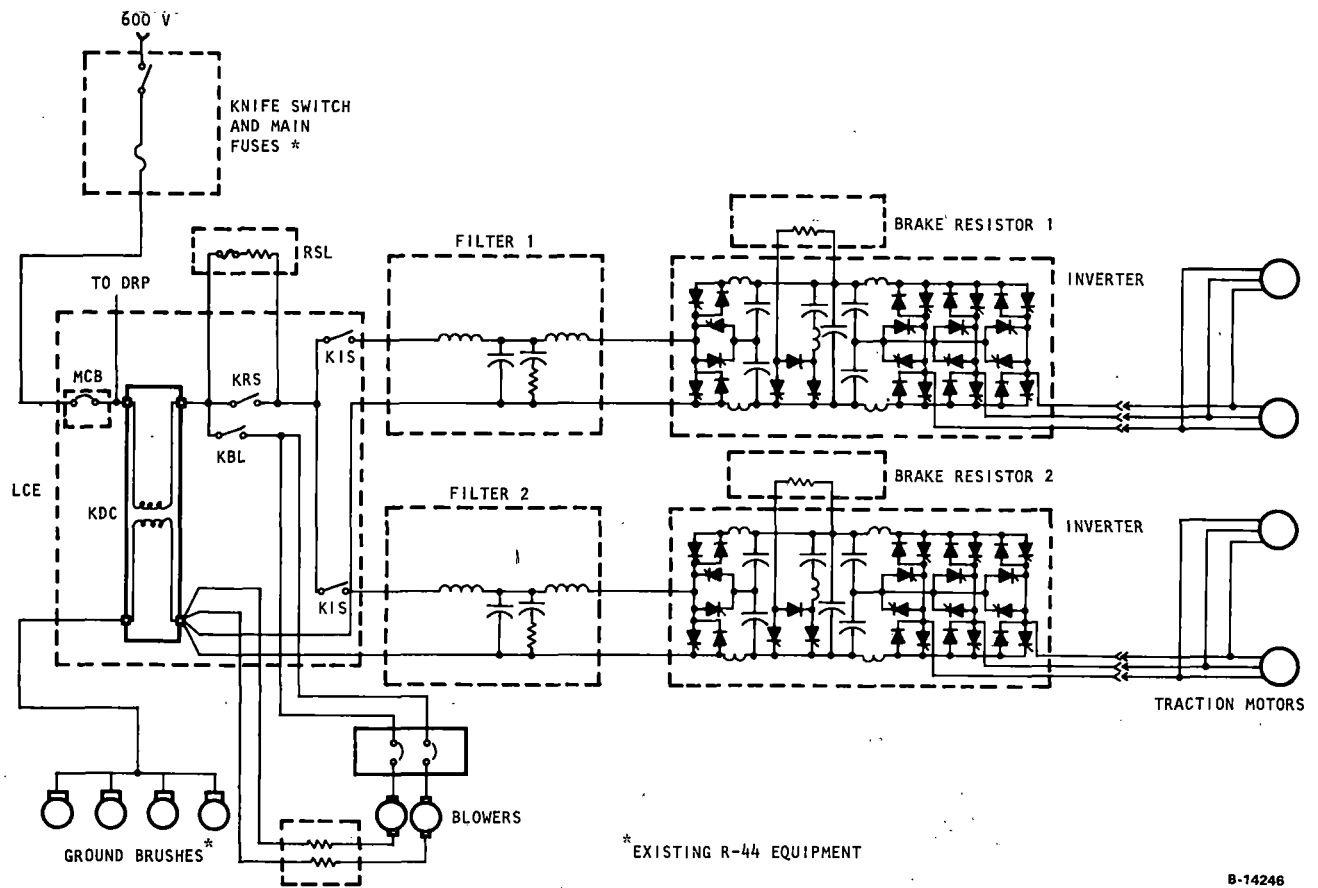 600 V
KNIFE SWITCH
AND MAIN
FUSES *
RSL
FILTER 1
BRAKE RESISTOR 1
INVERTER
TO DRP
KIS
MCB
KRS
KBL
LCE
KDC
FILTER 2
BRAKE RESISTOR 2
INVERTER
KIS
TRACTION MOTORS
BLOWERS
GROUND BRUSHES*
*EXISTING R-44 EQUIPMENT
B-14246